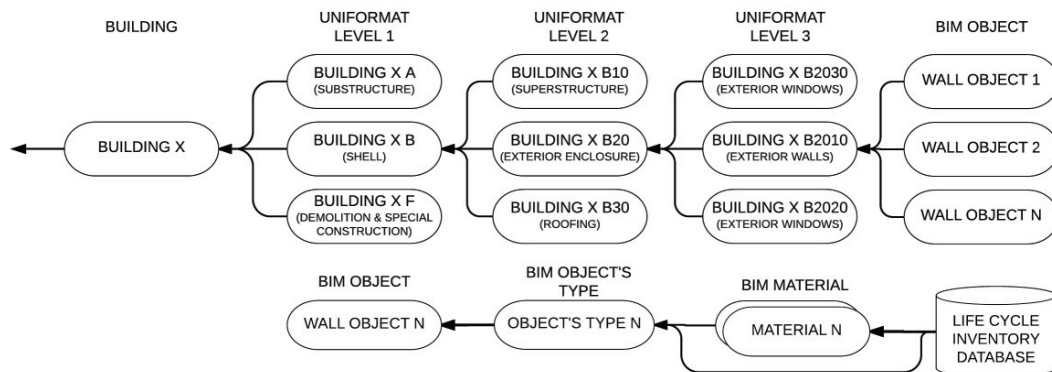 BUILDING
UNIFORMAT
LEVEL 1
UNIFORMAT
LEVEL 2
UNIFORMAT
LEVEL 3
BIM OBJECT
BUILDING X A
(SUBSTRUCTURE)
BUILDING X B10
(SUPERSTRUCTURE)
BUILDING X B2030
(EXTERIOR WINDOWS)
WALL OBJECT 1
BUILDING X
BUILDING X B
(SHELL)
BUILDING X B20
(EXTERIOR ENCLOSURE)
BUILDING X B2010
(EXTERIOR WALLS)
WALL OBJECT 2
BUILDING X F
(DEMOLITION & SPECIAL
CONSTRUCTION)
BUILDING X B30
(ROOFING)
BUILDING X B2020
(EXTERIOR WINDOWS)
WALL OBJECT N
BIM OBJECT
BIM OBJECT'S
TYPE
BIM MATERIAL
WALL OBJECT N
OBJECT'S TYPE N
MATERIAL N
LIFE CYCLE
INVENTORY
DATABASE